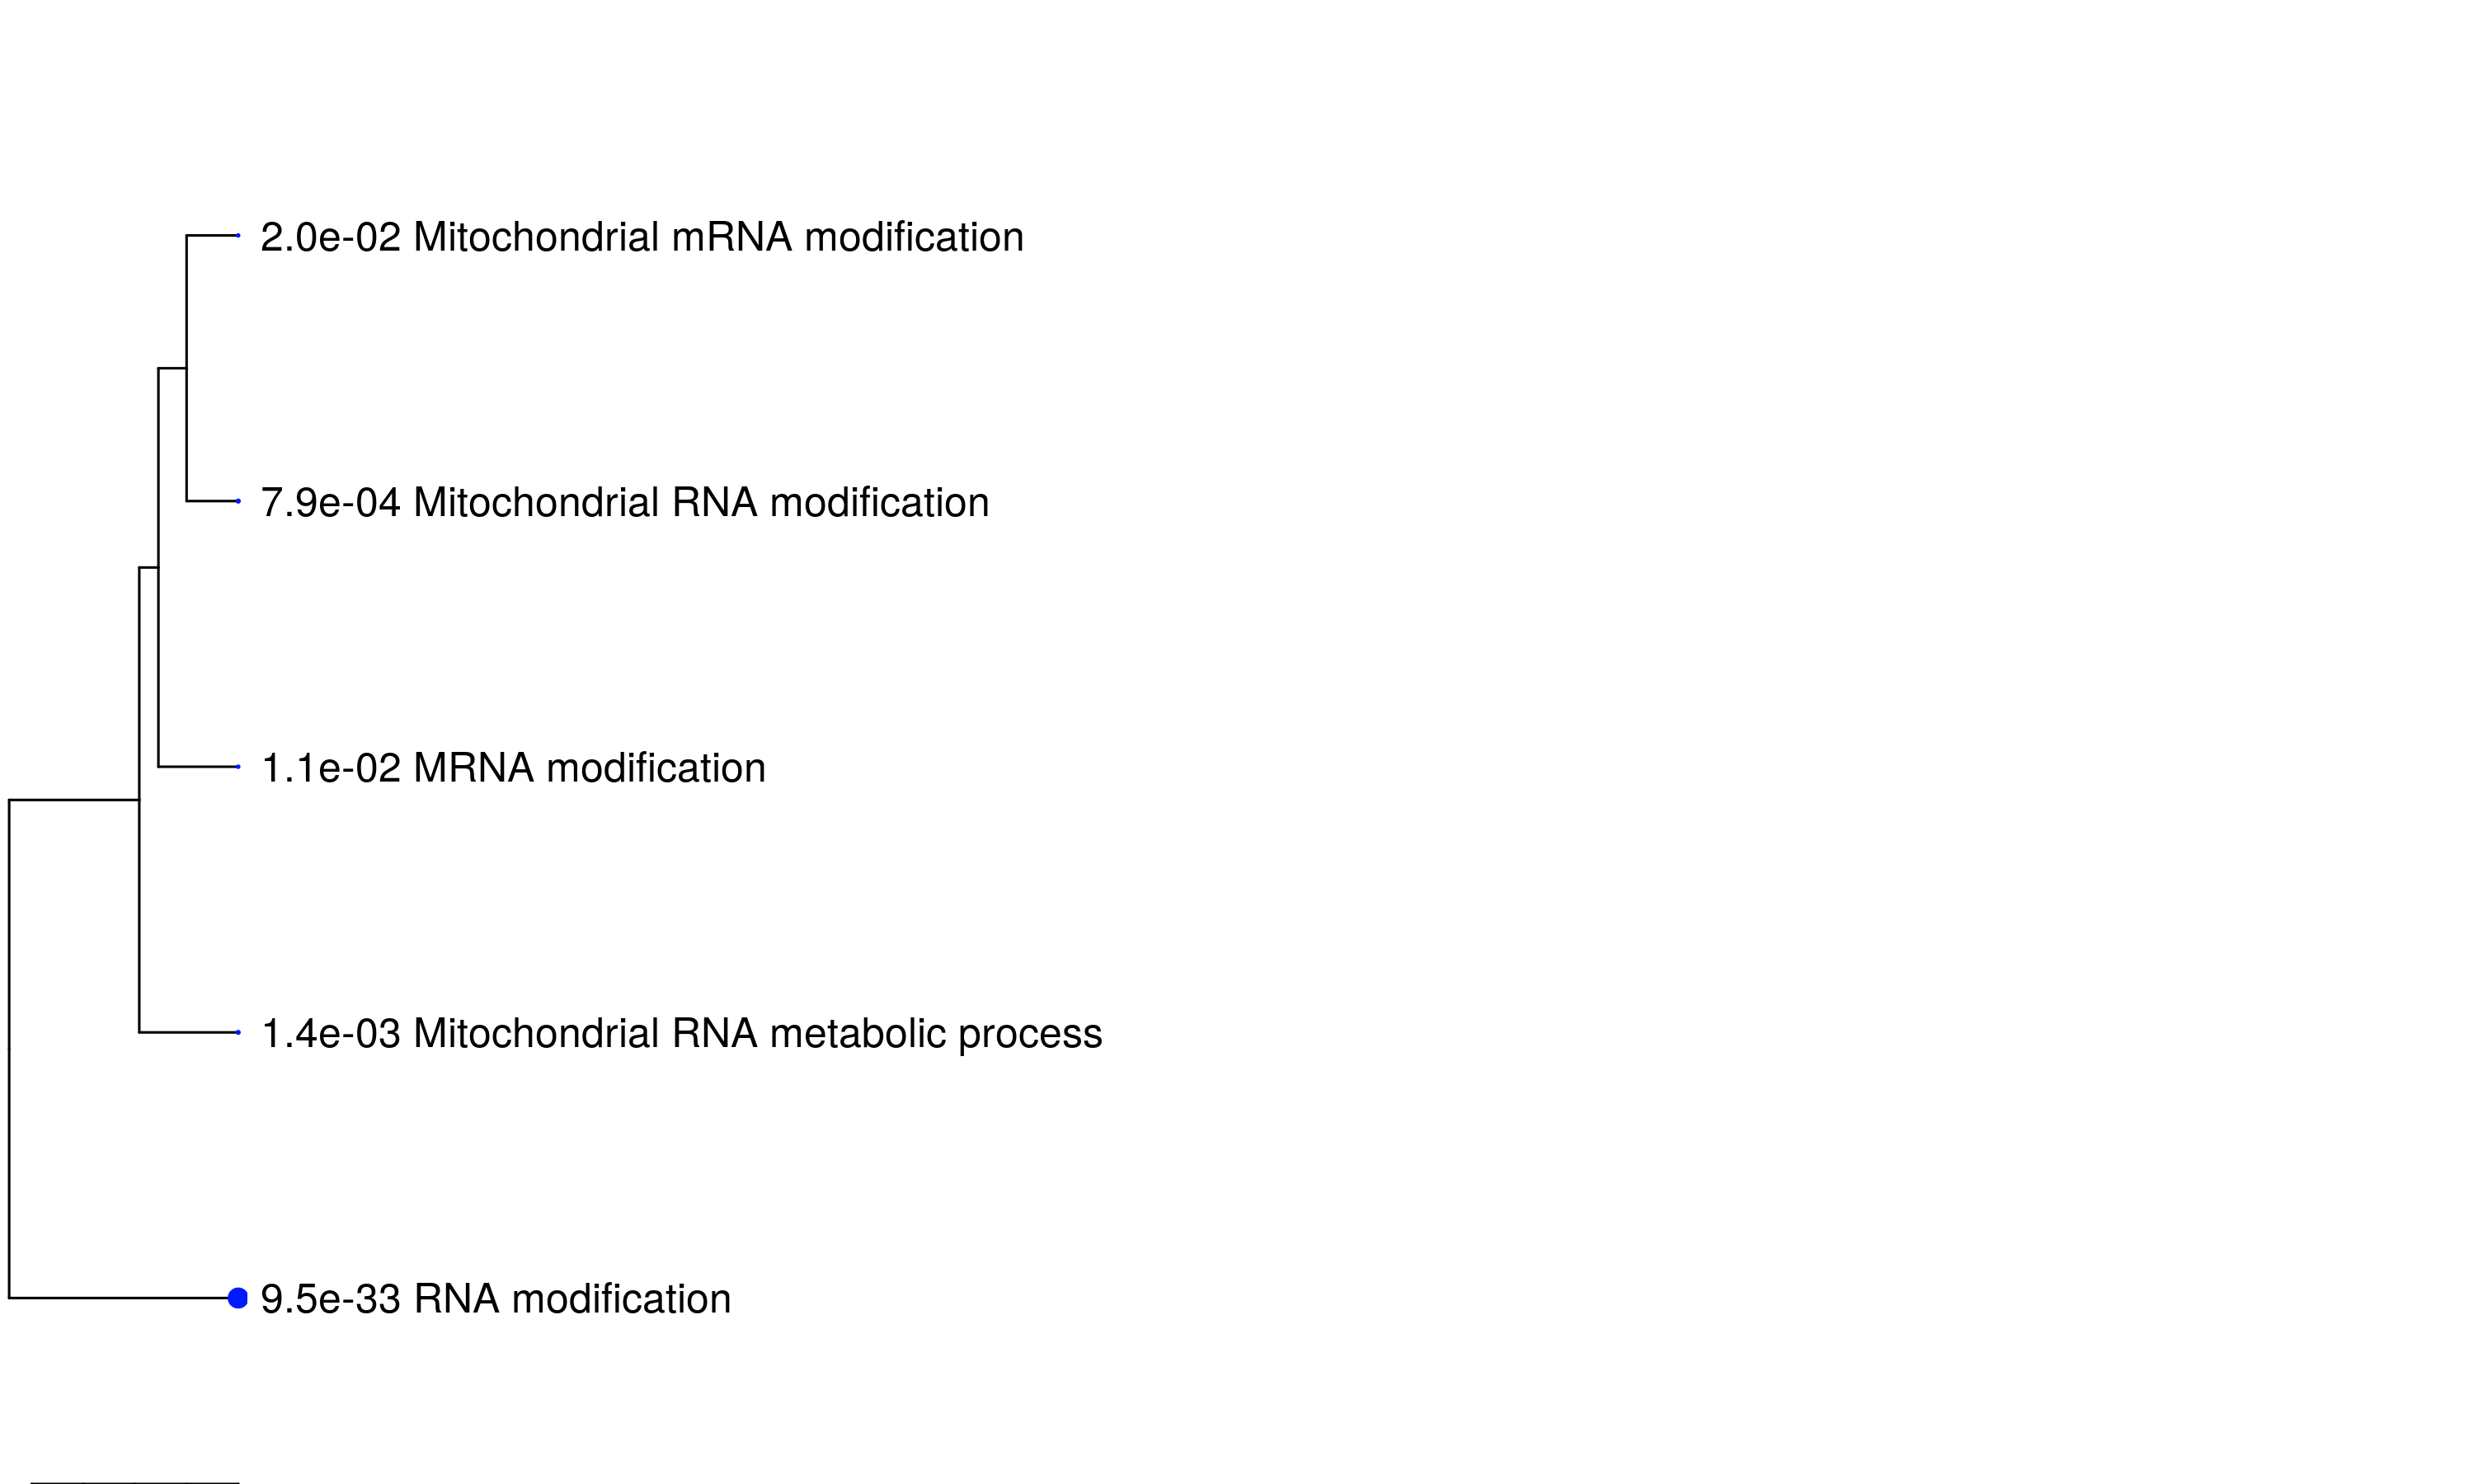 2.0e-02 Mitochondrial mRNA modification
7.9e-04 Mitochondrial RNA modification
1.1e-02 MRNA modification
1.4e-03 Mitochondrial RNA metabolic process
9.5e-33 RNA modification